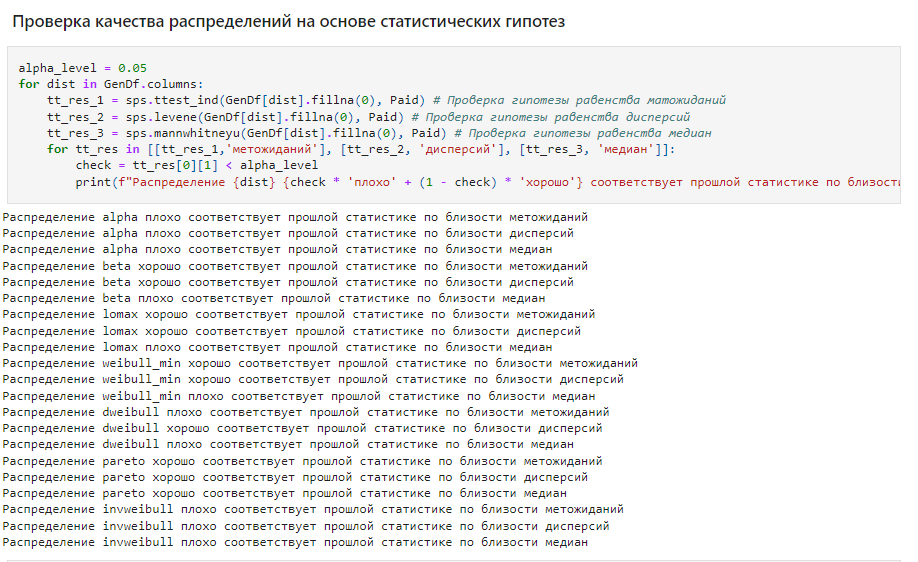 Проверка качества распределений на основе статистических гипотез
alpha_level = 0.05
for dist in GenDf.columns:
    tt_res_1 = sps.ttest_ind(GenDf[dist].fillna(0), Paid) # Проверка гипотезы равенства матожиданий
    tt_res_2 = sps.levene(GenDf[dist].fillna(0), Paid) # Проверка гипотезы равенства дисперсий
    tt_res_3 = sps.mannwhitneyu(GenDf[dist].fillna(0), Paid) # Проверка гипотезы равенства медиан
    for tt_res in [[tt_res_1,'метожиданий'], [tt_res_2, 'дисперсий'], [tt_res_3, 'медиан']]:
        check = tt_res[0][1] < alpha_level
        print(f"Распределение {dist} {check * 'плохо' + (1 - check) * 'хорошо'} соответствует прошлой статистике по близости
Распределение alpha плохо соответствует прошлой статистике по близости метожиданий
Распределение alpha плохо соответствует прошлой статистике по близости дисперсий
Распределение alpha плохо соответствует прошлой статистике по близости медиан
Распределение beta хорошо соответствует прошлой статистике по близости метожиданий
Распределение beta хорошо соответствует прошлой статистике по близости дисперсий
Распределение beta плохо соответствует прошлой статистике по близости медиан
Распределение lomax хорошо соответствует прошлой статистике по близости метожиданий
Распределение lomax хорошо соответствует прошлой статистике по близости дисперсий
Распределение lomax плохо соответствует прошлой статистике по близости медиан
Распределение weibull_min хорошо соответствует прошлой статистике по близости метожиданий
Распределение weibull_min хорошо соответствует прошлой статистике по близости дисперсий
Распределение weibull_min плохо соответствует прошлой статистике по близости медиан
Распределение dweibull плохо соответствует прошлой статистике по близости метожиданий
Распределение dweibull хорошо соответствует прошлой статистике по близости дисперсий
Распределение dweibull плохо соответствует прошлой статистике по близости медиан
Распределение pareto хорошо соответствует прошлой статистике по близости метожиданий
Распределение pareto хорошо соответствует прошлой статистике по близости дисперсий
Распределение pareto хорошо соответствует прошлой статистике по близости медиан
Распределение invweibull плохо соответствует прошлой статистике по близости метожиданий
Распределение invweibull плохо соответствует прошлой статистике по близости дисперсий
Распределение invweibull плохо соответствует прошлой статистике по близости медиан